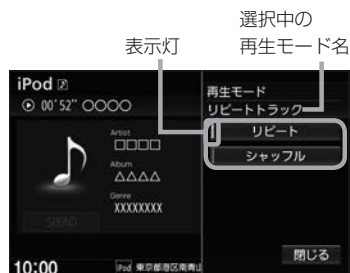 選択中の
表示灯
再生モード名
iPod
00'52" ○○○○
再生モード
リピートトラック
Artist
□□□□
Album
△△△△
Genre
XXXXXXXX
リピート
シャッフル
SOUND
閉じる
10:00
iPod 東京都港区南青山